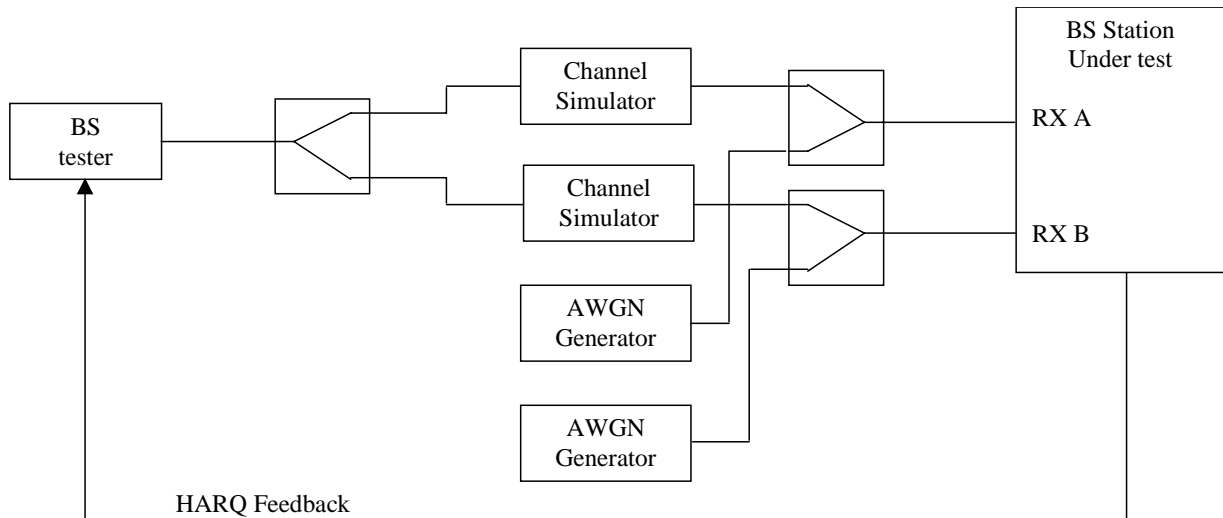 BS Station
Under test
Channel
Simulator
BS
tester
RX A
Channel
Simulator
RX B
AWGN
Generator
AWGN
Generator
HARQ Feedback